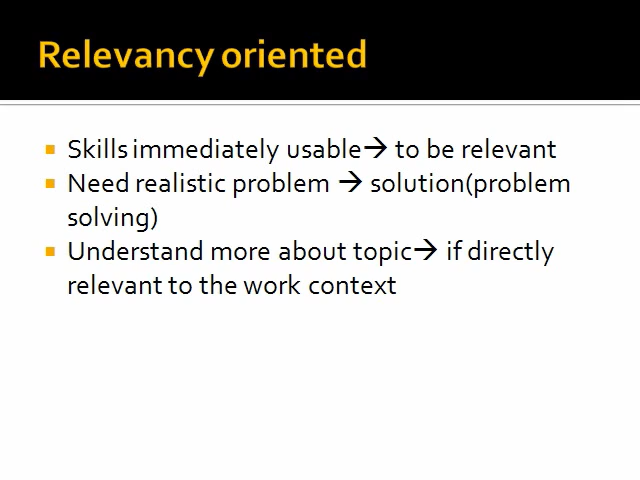 Relevancy oriented
Skills immediately usable→ to be relevant
Need realistic problem → solution(problem
solving)
Understand more about topic→ if directly
relevant to the work context